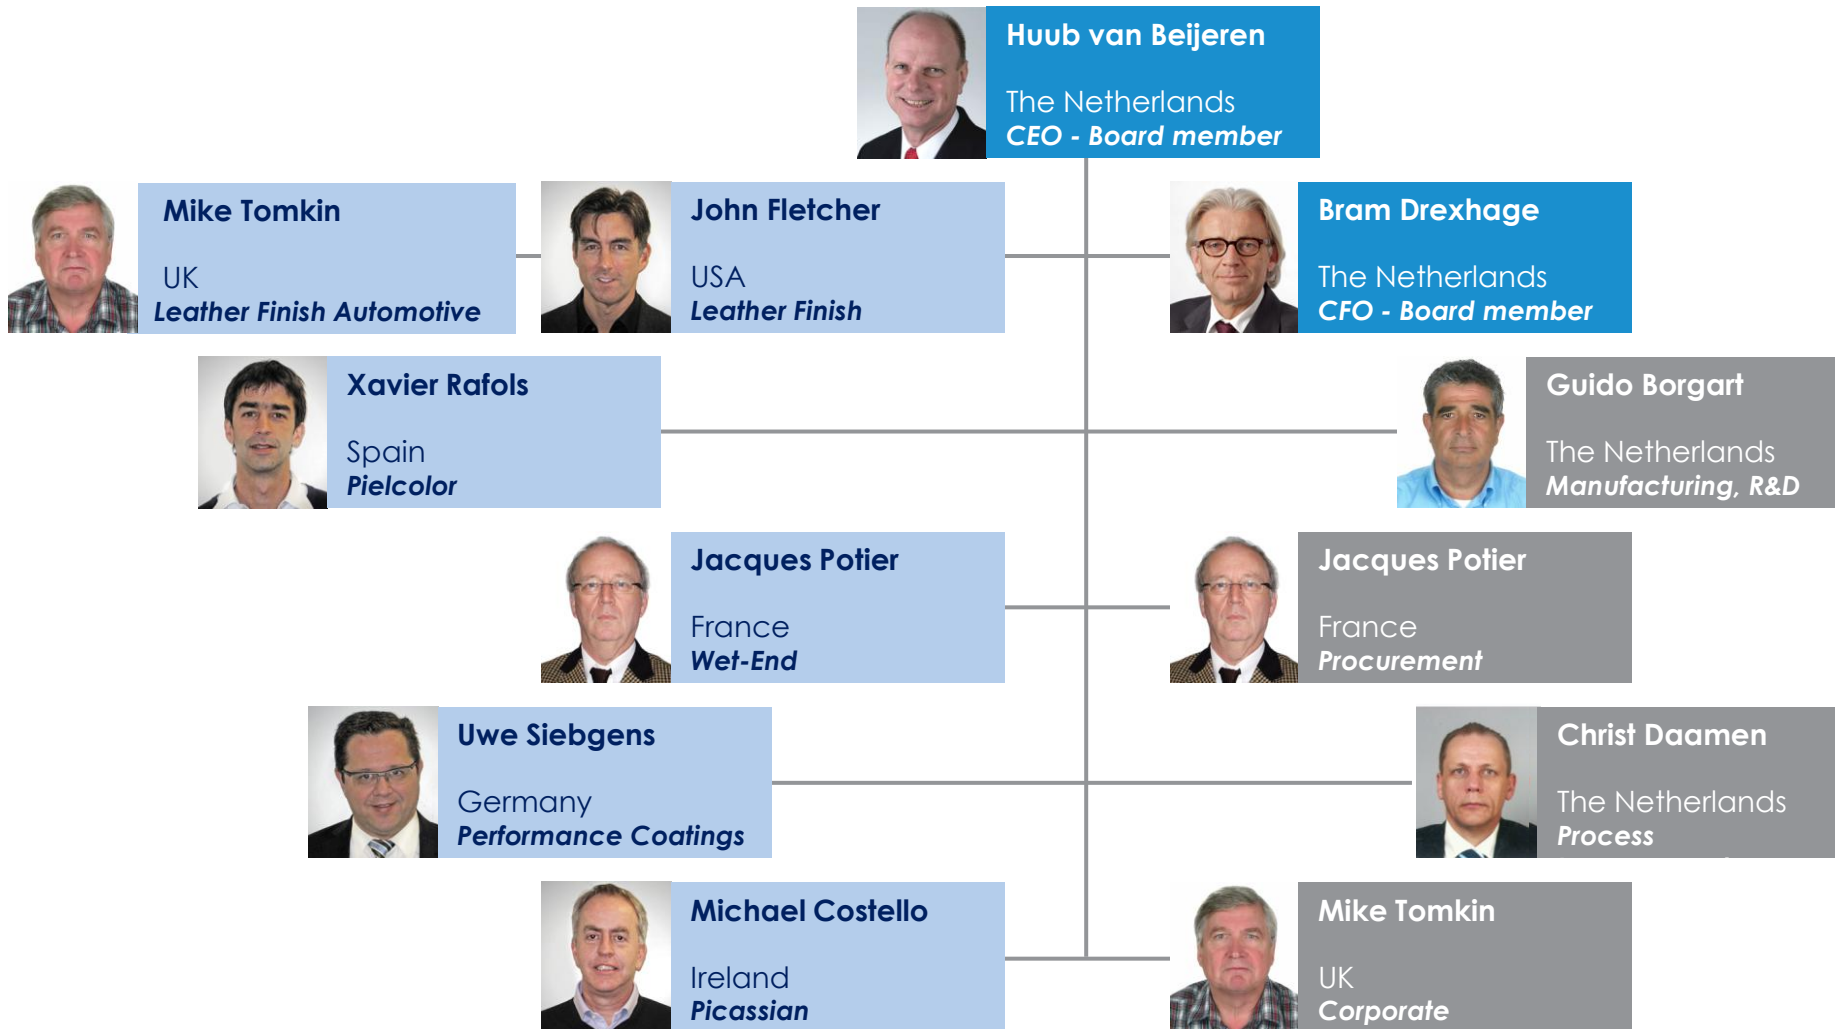 Huub van Beijeren
The Netherlands
CEO - Board member
Mike Tomkin
UK
Leather Finish Automotive
John Fletcher
USA
Leather Finish
Bram Drexhage
The Netherlands
CFO - Board member
Xavier Rafols
Spain
Pielcolor
Guido Borgart
The Netherlands
Manufacturing, R&D
Jacques Potier
France
Wet-End
Jacques Potier
France
Procurement
Uwe Siebgens
Germany
Performance Coatings
Christ Daamen
The Netherlands
Process
Michael Costello
Ireland
Picassian
Mike Tomkin
UK
Corporate